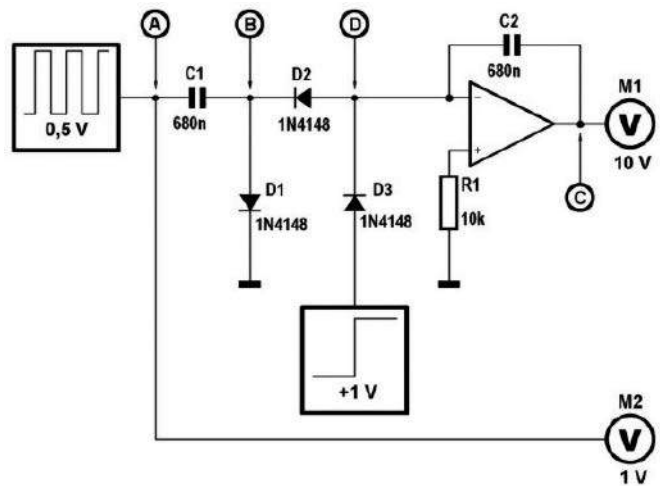 A
B
D
C1
680n
D2
1N4148
C2
680n
0,5 V
M1
V
10 V
−
+
D1
1N4148
D3
1N4148
R1
10k
C
+1 V
M2
V
1 V